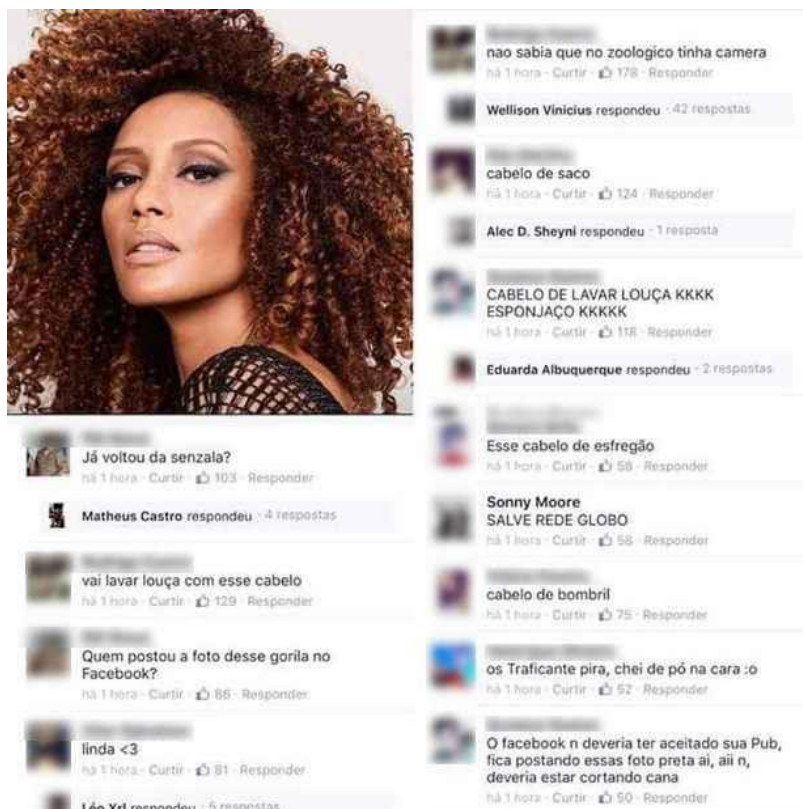 Já voltou da senzala?
há 1 hora · Curtir · 103 · Responder
Matheus Castro respondeu · 4 respostas
vai lavar louça com esse cabelo
há 1 hora · Curtir · 129 · Responder
Quem postou a foto desse gorila no
Facebook?
há 1 hora · Curtir · 86 · Responder
linda <3
há 1 hora · Curtir · 81 · Responder
Léo Xrl respondeu · 5 respostas
nao sabia que no zoologico tinha camera
há 1 hora · Curtir · 178 · Responder
Wellison Vinicius respondeu · 42 respostas
cabelo de saco
há 1 hora · Curtir · 124 · Responder
Alec D. Sheyni respondeu · 1 resposta
CABELO DE LAVAR LOUÇA KKKK
ESPONJAÇO KKKKK
há 1 hora · Curtir · 118 · Responder
Eduarda Albuquerque respondeu · 2 respostas
Esse cabelo de esfregão
há 1 hora · Curtir · 58 · Responder
Sonny Moore
SALVE REDE GLOBO
há 1 hora · Curtir · 58 · Responder
cabelo de bombril
há 1 hora · Curtir · 75 · Responder
os Traficante pira, chei de pó na cara :o
há 1 hora · Curtir · 52 · Responder
O facebook n deveria ter aceitado sua Pub,
fica postando essas foto preta ai, aii n,
deveria estar cortando cana
há 1 hora · Curtir · 50 · Responder